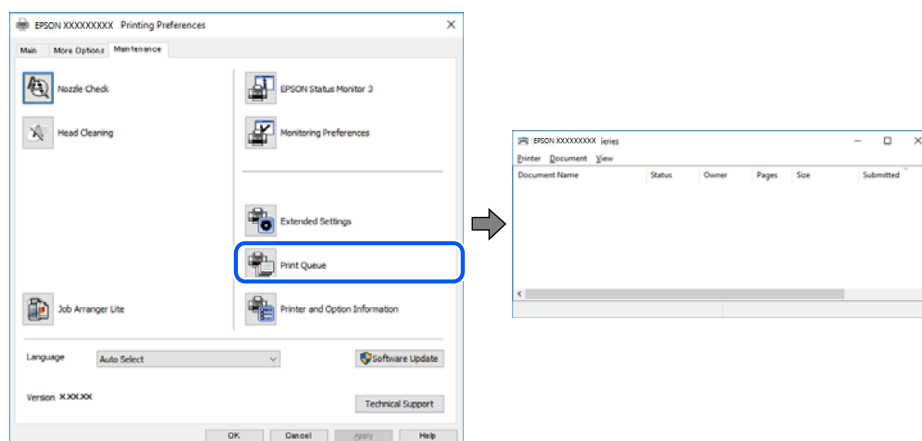 EPSON XXXXXXXXX Printing Preferences
Main More Options Maintenance
Nozzle Check
EPSON Status Monitor 3
Head Cleaning
Monitoring Preferences
Extended Settings
Print Queue
Job Arranger Lite
Printer and Option Information
Language Auto Select
Software Update
Version X.XX.XX
Technical Support
OK Cancel Apply Help
EPSON XXXXXXXXX ieries
Printer Document View
Document Name Status Owner Pages Size Submitted